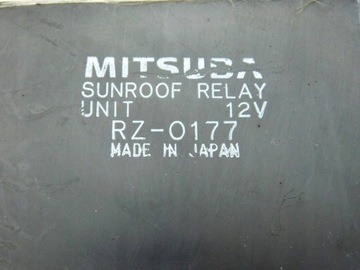 MITSUBA
SUNROOF RELAY
UNIT 12V
RZ-0177
MADE IN JAPAN